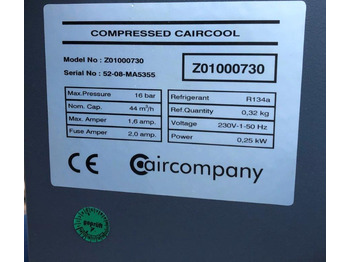 COMPRESSED CAIRCOOL
Model No : Z01000730
Serial No : 52-08-MA5355
Z01000730
Max.Pressure 16 bar
Nom. Cap. 44 m³/h
Max. Amper 1,6 amp.
Fuse Amper 2,0 amp.
Refrigerant R134a
Ref.Quantity 0,32 kg
Voltage 230V-1-50 Hz
Power 0,25 kW
CE
aircompany